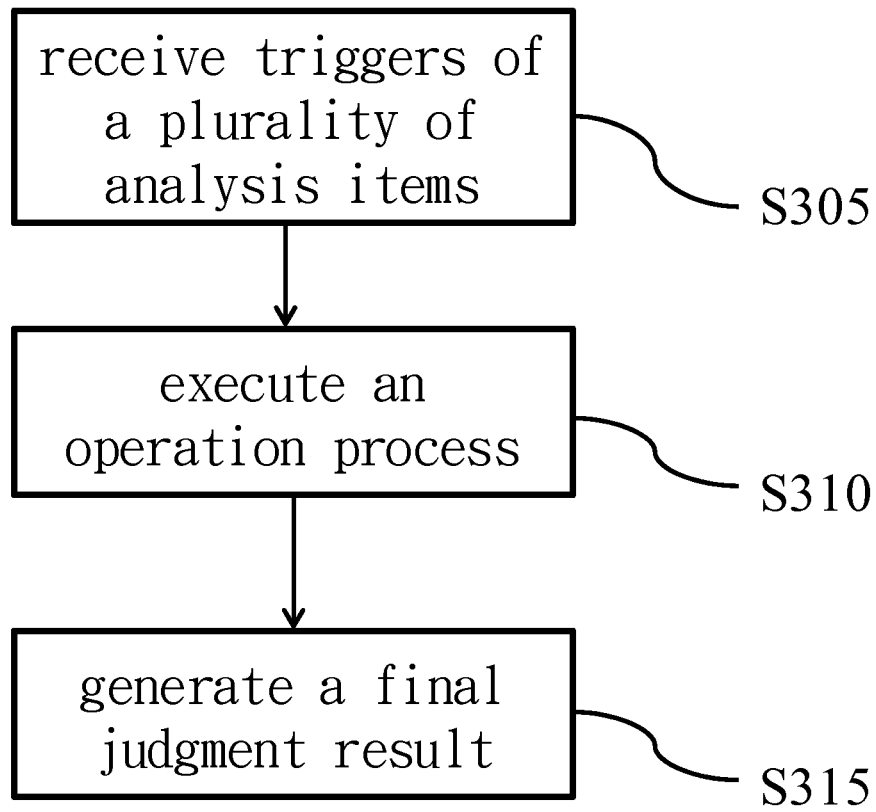 receive triggers of
a plurality of
analysis items
S305
execute an
operation process
S310
generate a final
judgment result
S315